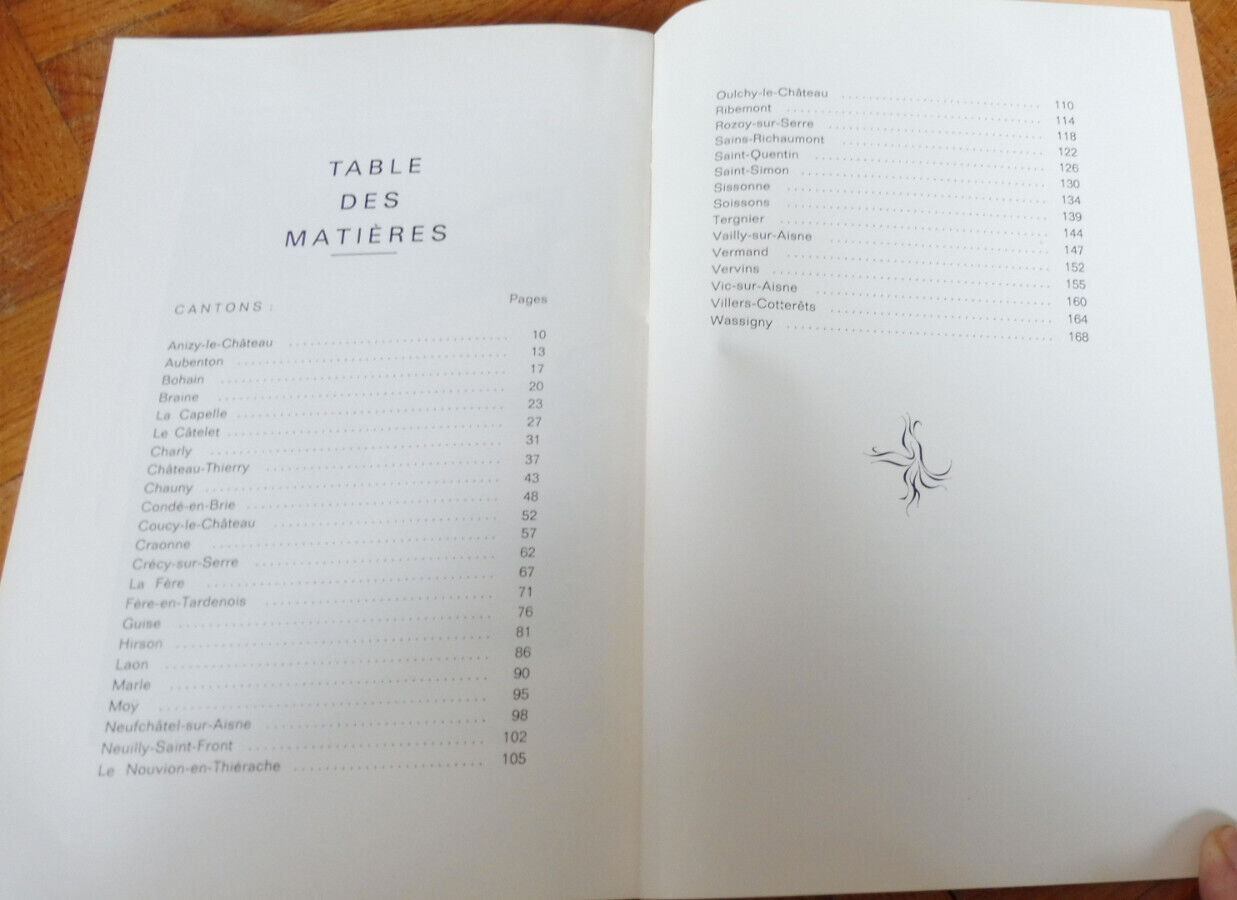 TABLE
DES
MATIÈRES
CANTONS : Pages
Anizy-le-Château 10
Aubenton 13
Bohain 17
Braine 20
La Capelle 23
Le Câtelet 27
Charly 31
Château-Thierry 37
Chauny 43
Condé-en-Brie 48
Coucy-le-Château 52
Craonne 57
Crécy-sur-Serre 62
La Fère 67
Fère-en-Tardenois 71
Guise 76
Hirson 81
Laon 86
Marle 90
Moy 95
Neufchâtel-sur-Aisne 98
Neuilly-Saint-Front 102
Le Nouvion-en-Thiérache 105
Oulchy-le-Château 110
Ribemont 114
Rozoy-sur-Serre 118
Sains-Richaumont 122
Saint-Quentin 126
Saint-Simon 130
Sissonne 134
Soissons 139
Tergnier 144
Vailly-sur-Aisne 147
Vermand 152
Vervins 155
Vic-sur-Aisne 160
Villers-Cotterêts 164
Wassigny 168